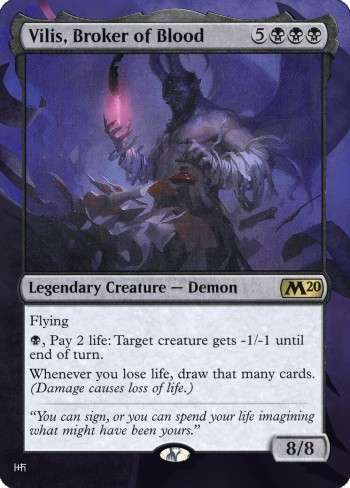 Vilis, Broker of Blood 5
Legendary Creature — Demon M20
Flying
, Pay 2 life: Target creature gets -1/-1 until
end of turn.
Whenever you lose life, draw that many cards.
(Damage causes loss of life.)
“You can sign, or you can spend your life imagining
what might have been yours.”
8/8